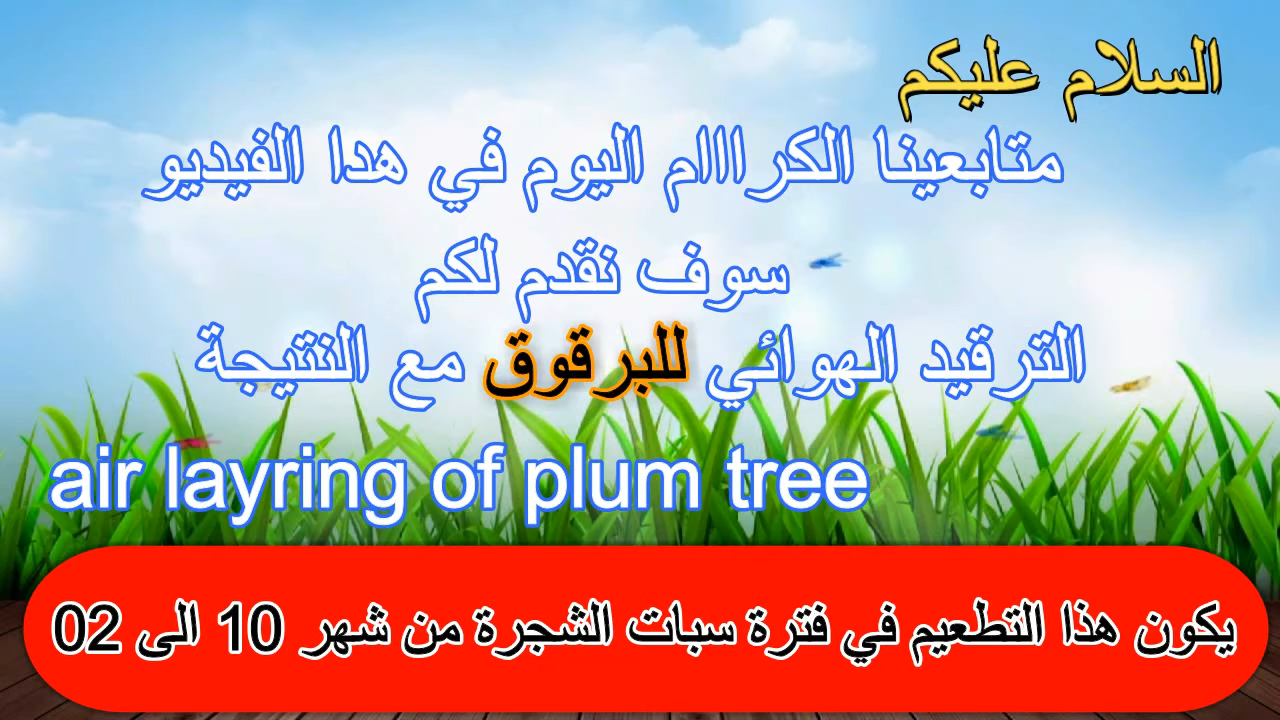 السلام عليكم
متابعينا الكرااام اليوم في هدا الفيديو
سوف نقدم لكم
الترقيد الهوائي للبرقوق مع النتيجة
air layring of plum tree
يكون هذا التطعيم في فترة سبات الشجرة من شهر 10 الى 02